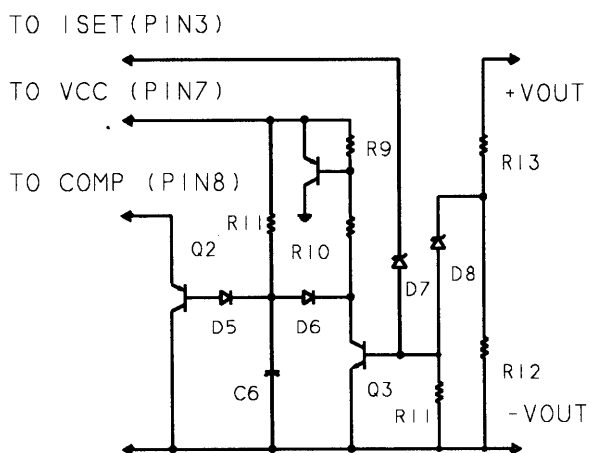 TO ISET(PIN3)
TO VCC (PIN7)
+VOUT
R9
R13
TO COMP (PIN8)
R11
Q2
R10
D7
D8
D5
D6
R12
C6
Q3
R11
-VOUT